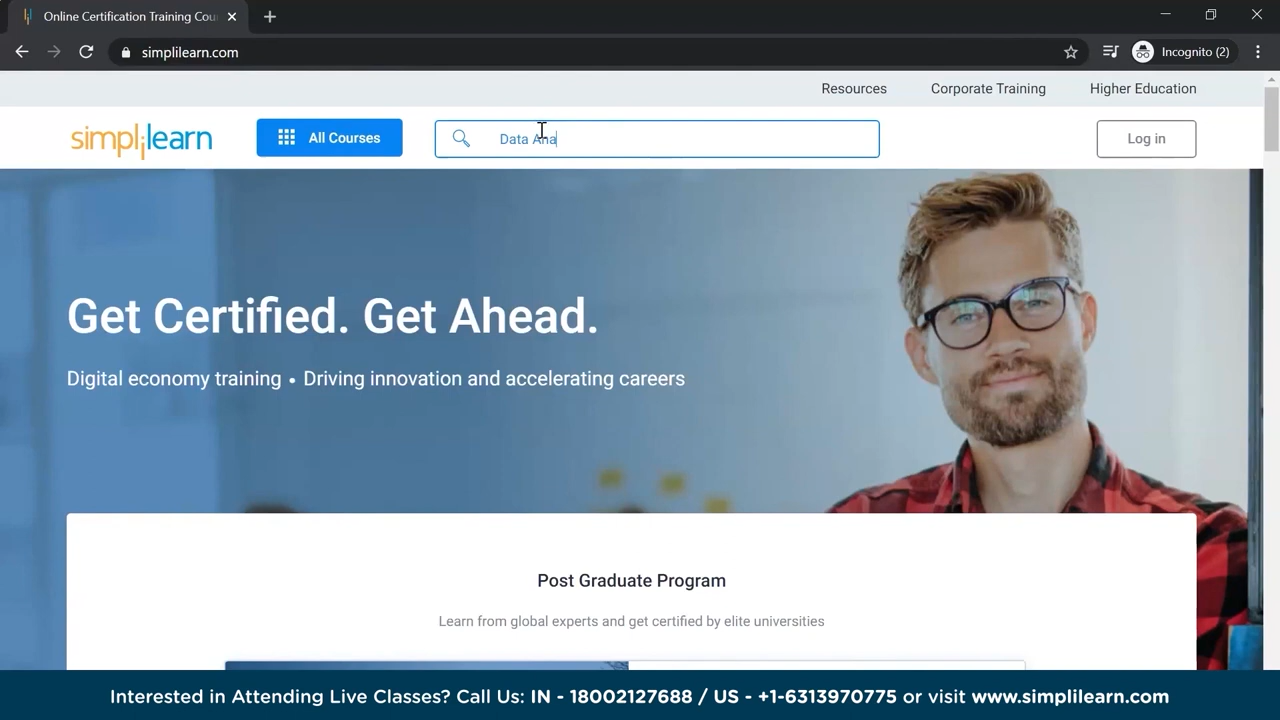 Online Certification Training Cou
simplilearn.com
Incognito (2)
Resources
Corporate Training
Higher Education
simplilearn
All Courses
Data Ana
Log in
Get Certified. Get Ahead.
Digital economy training • Driving innovation and accelerating careers
Post Graduate Program
Learn from global experts and get certified by elite universities
Interested in Attending Live Classes? Call Us: IN - 18002127688 / US - +1-6313970775 or visit www.simplilearn.com